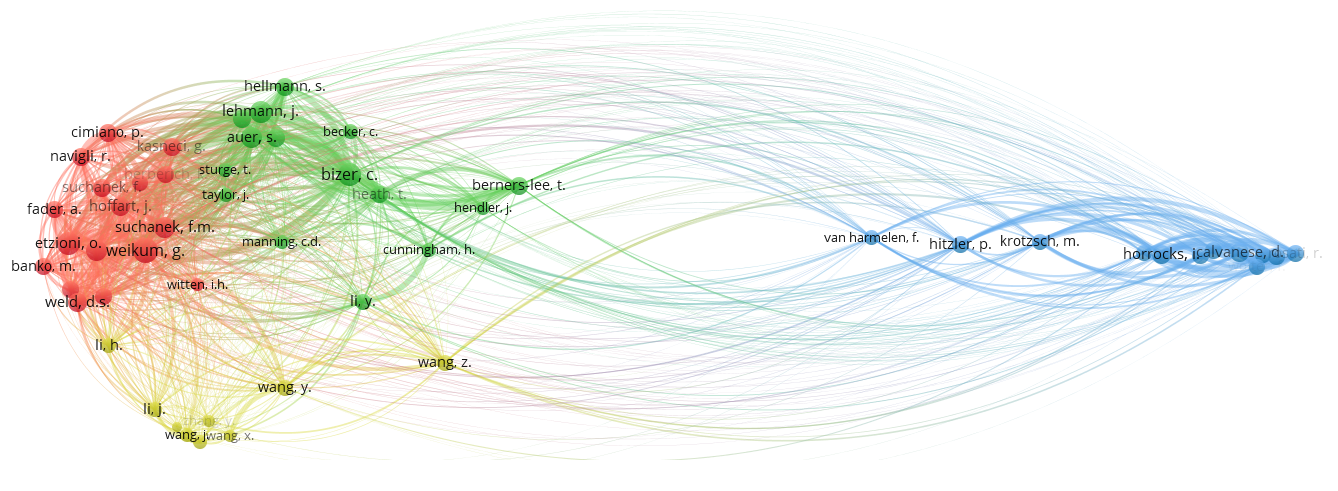 hellmann, s.
lehmann, j.
cimiano, p.
becker, c.
auer, s.
kasneci, g.
navigli, r.
sturge, t.
bizer, c.
suchanek, f.
berners-lee, t.
taylor, j.
heath, t.
fader, a.
hoffart, j.
hendler, j.
suchanek, f.m.
van harmelen, f.
etzioni, o.
manning, c.d.
hitzler, p.
krotzsch, m.
weikum, g.
cunningham, h.
horrocks, i.
calvanese, d.
banko, m.
witten, i.h.
weld, d.s.
li, y.
li, h.
wang, z.
wang, y.
li, j.
zhang, y.
wang, j.
wang, x.